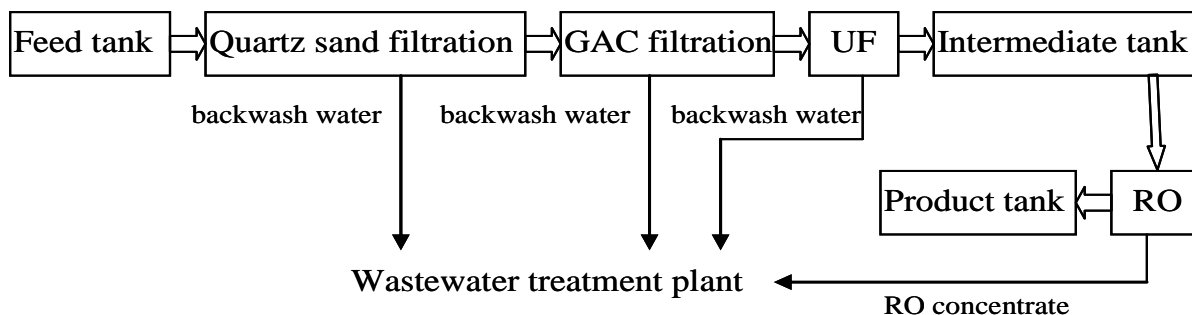 Feed tank
Quartz sand filtration
GAC filtration
UF
Intermediate tank
backwash water
backwash water
backwash water
Product tank
RO
Wastewater treatment plant
RO concentrate